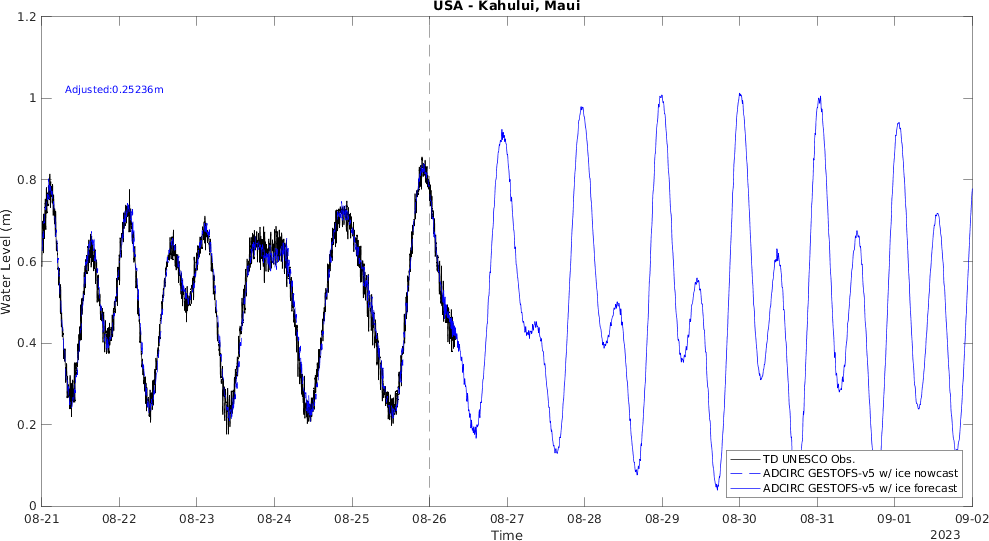 USA - Kahului, Maui
1.2
1
0.8
0.6
0.4
0.2
0
Water Level (m)
Adjusted:0.25236m
TD UNESCO Obs.
ADCIRC GESTOFS-v5 w/ ice nowcast
ADCIRC GESTOFS-v5 w/ ice forecast
08-21 08-22 08-23 08-24 08-25 08-26 08-27 08-28 08-29 08-30 08-31 09-01 09-02
Time
2023